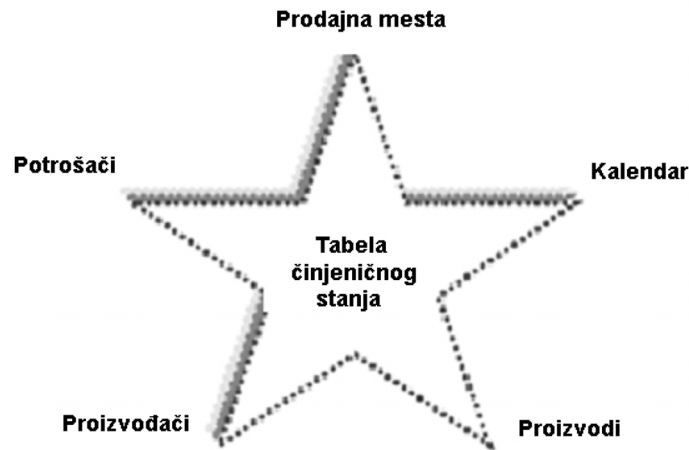 Prodajna mesta
Potrošači
Kalendar
Tabela
činjeničnog
stanja
Proizvođači
Proizvodi